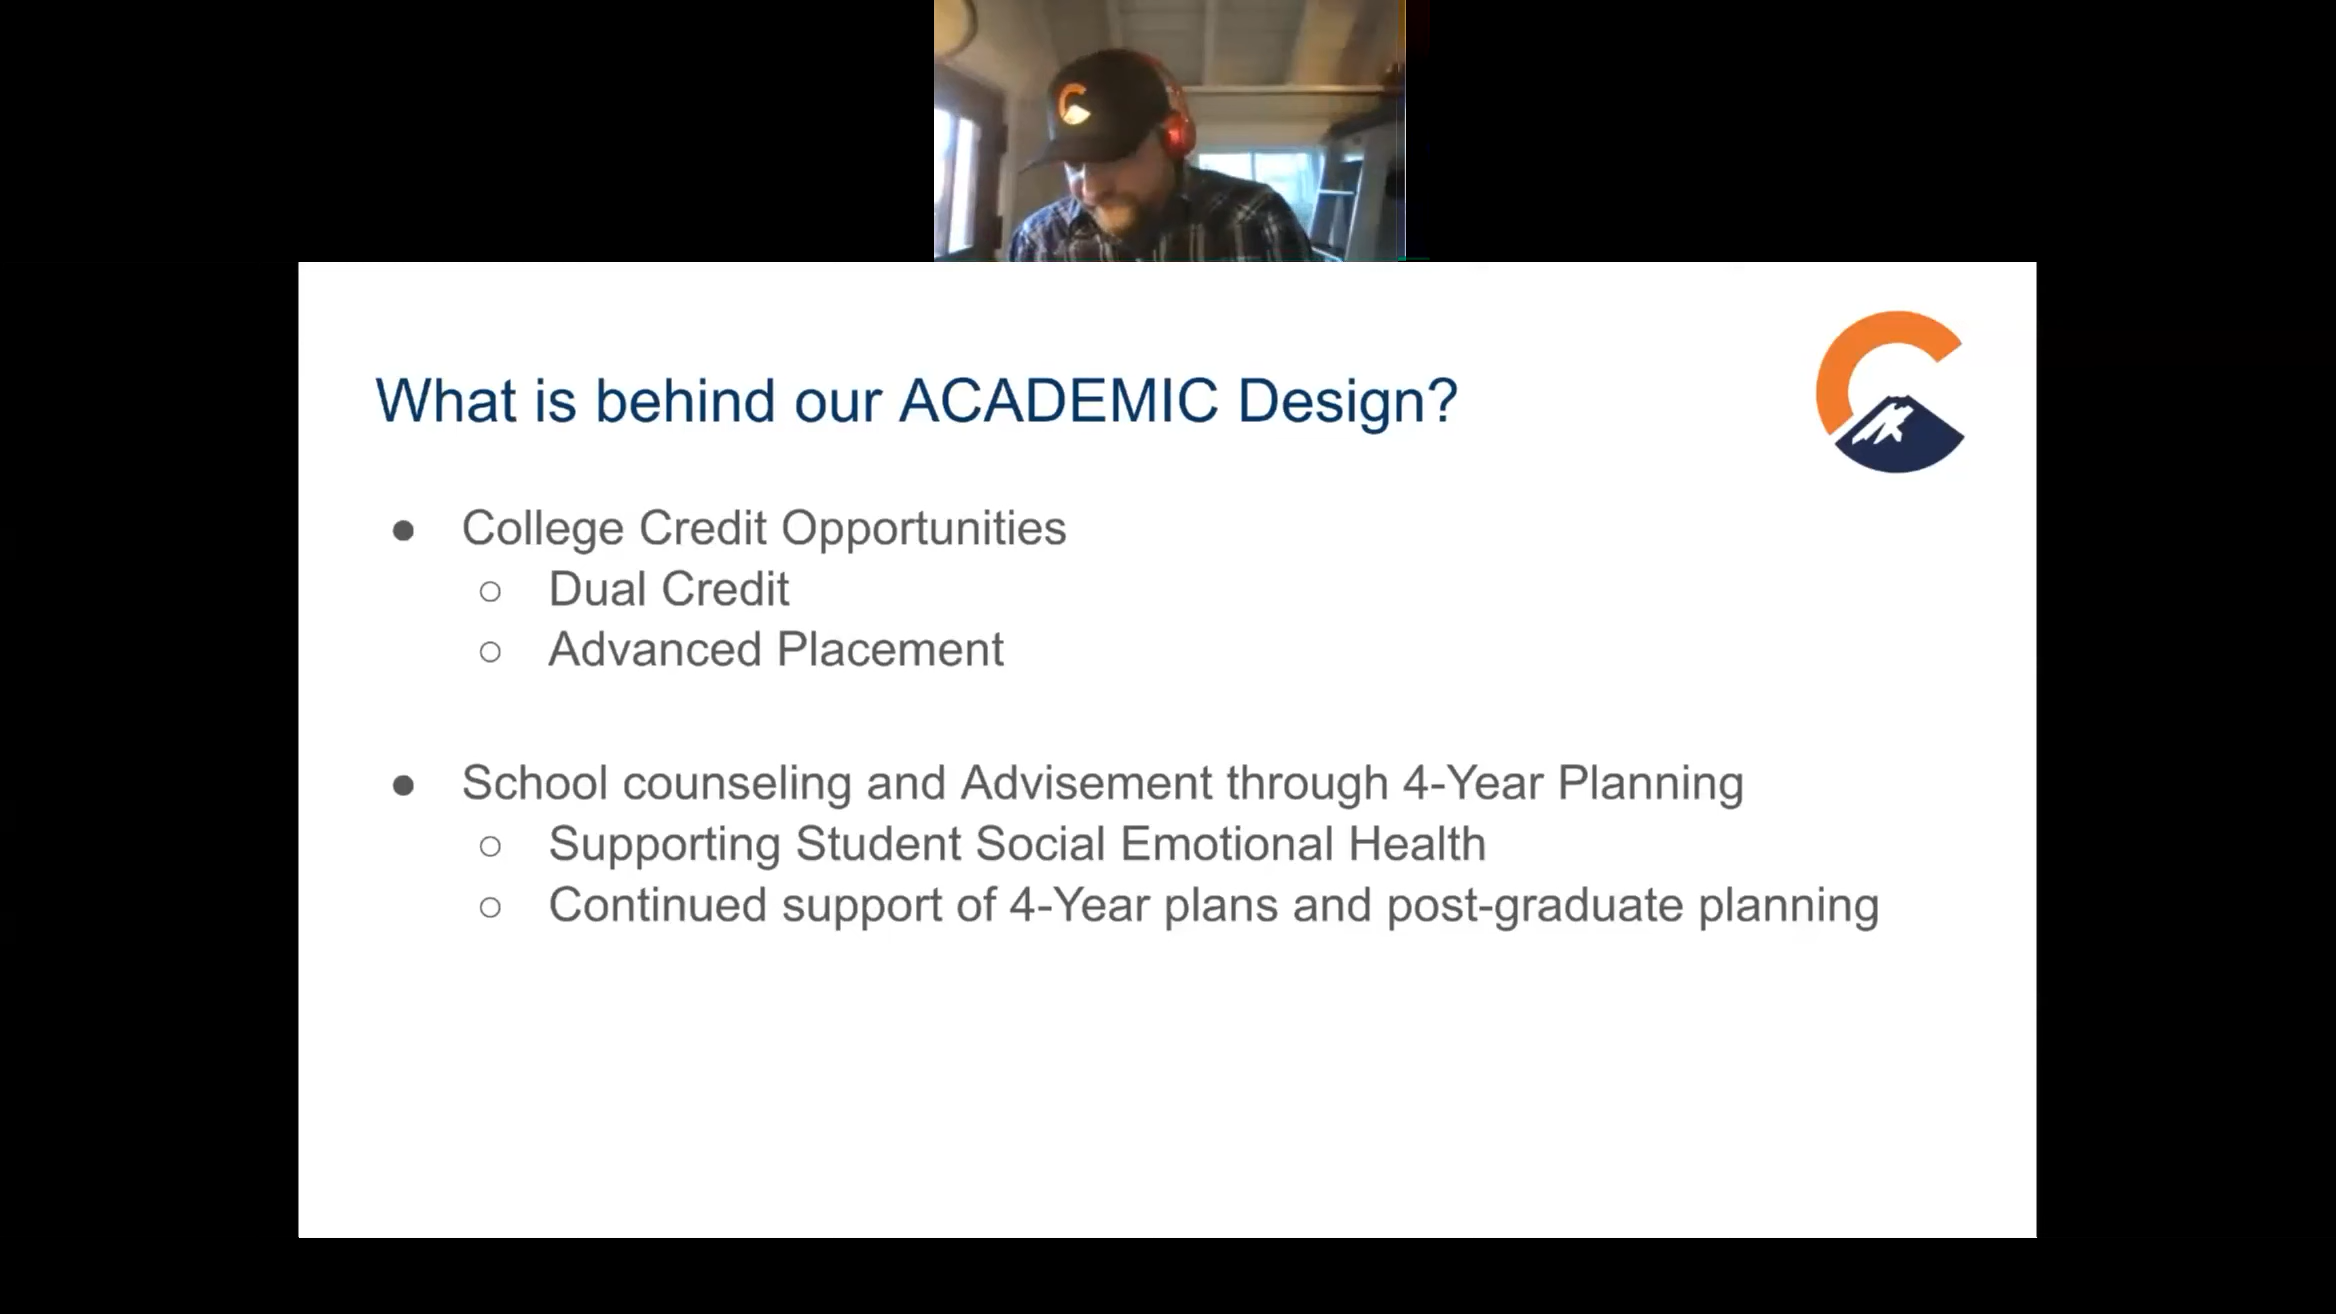 What is behind our ACADEMIC Design?
● College Credit Opportunities
○ Dual Credit
○ Advanced Placement
● School counseling and Advisement through 4-Year Planning
○ Supporting Student Social Emotional Health
○ Continued support of 4-Year plans and post-graduate planning